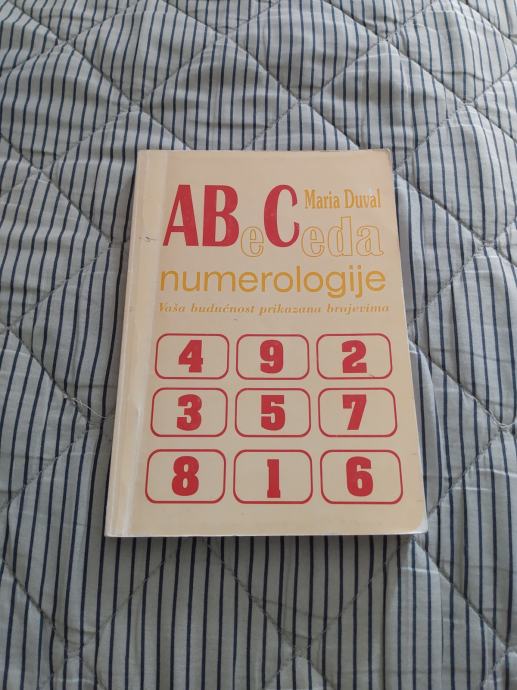 Maria Duval
ABeCeda
numerologije
Vaša budućnost prikazana brojevima
4 9 2
3 5 7
8 1 6